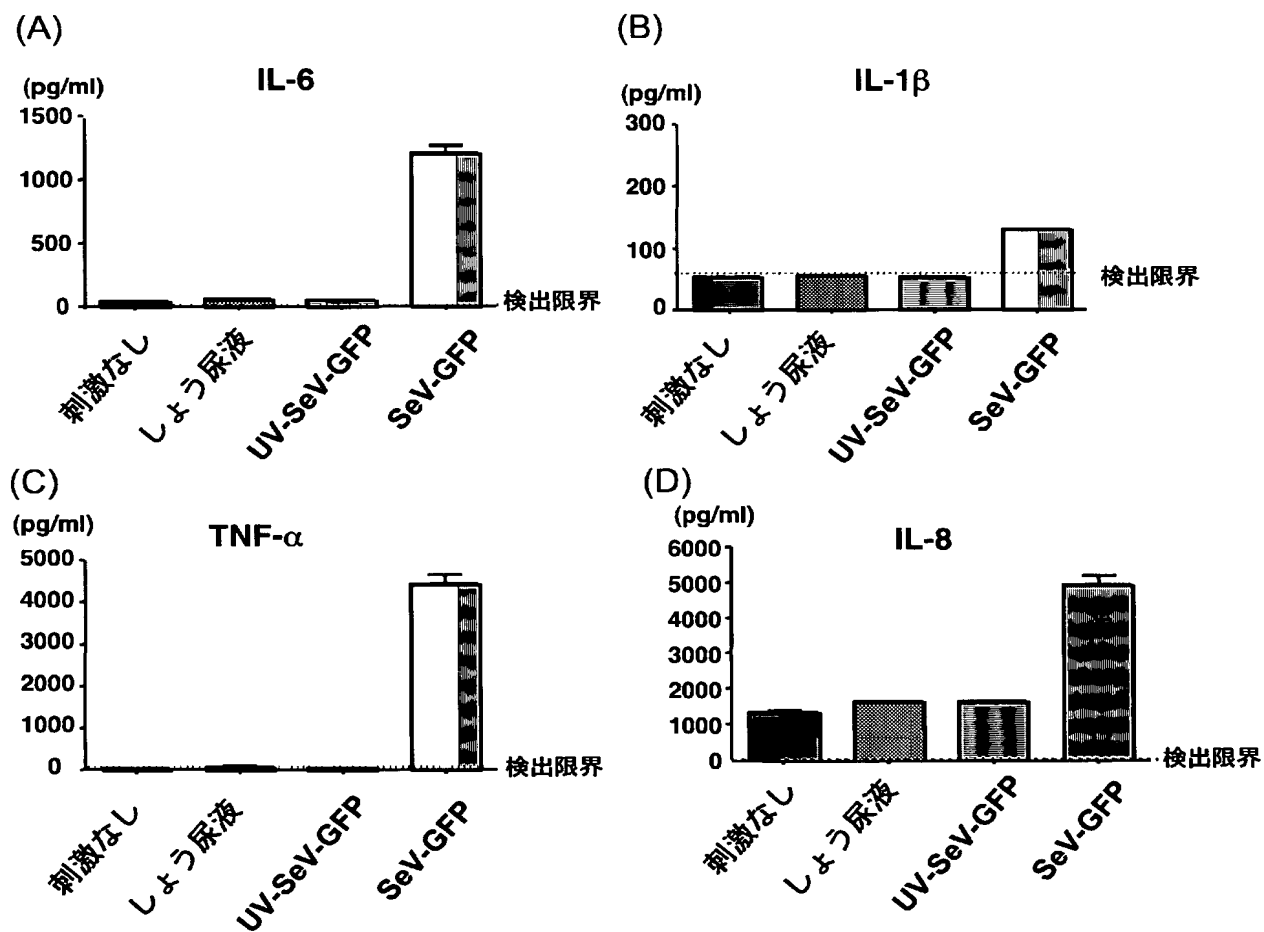 (A)
IL-6
(pg/ml)
1500
1000
500
0
検出限界
刺激なし
しょう尿液
UV-SeV-GFP
SeV-GFP
(B)
IL-1β
(pg/ml)
300
200
100
0
検出限界
刺激なし
しょう尿液
UV-SeV-GFP
SeV-GFP
(C)
(pg/ml)
TNF-α
5000
4000
3000
2000
1000
0
検出限界
刺激なし
しょう尿液
UV-SeV-GFP
SeV-GFP
(D)
(pg/ml)
IL-8
6000
5000
4000
3000
2000
1000
0
検出限界
刺激なし
しょう尿液
UV-SeV-GFP
SeV-GFP